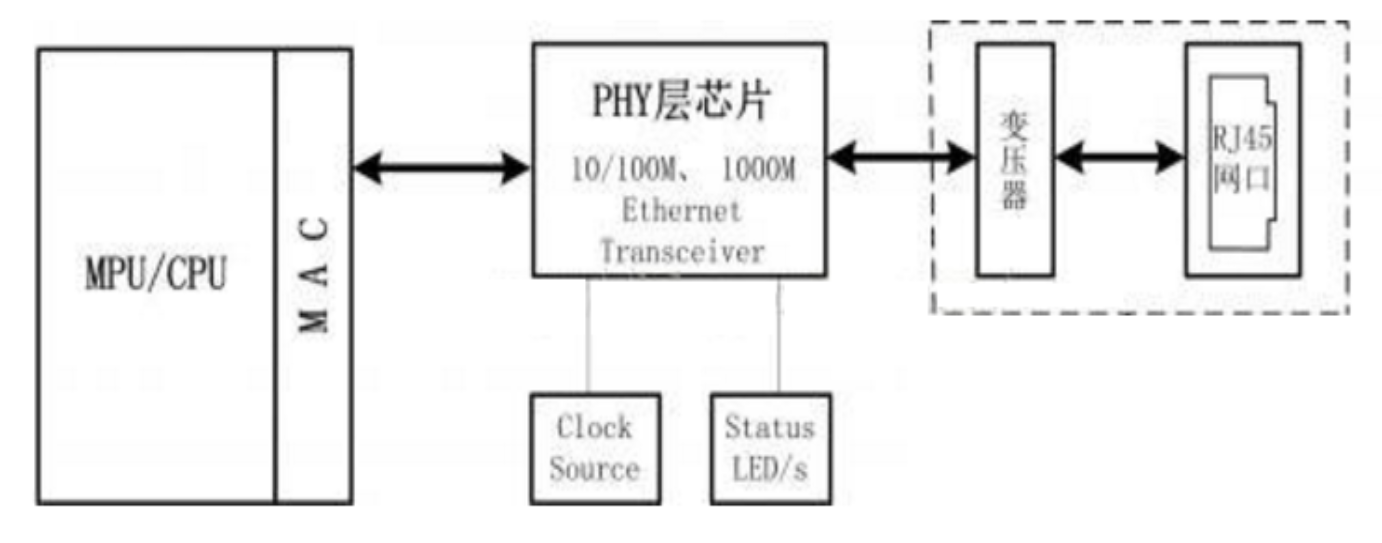 MPU/CPU
MAC
PHY层芯片
10/100M、 1000M
Ethernet
Transceiver
变压器
RJ45
网口
Clock
Source
Status
LED/s